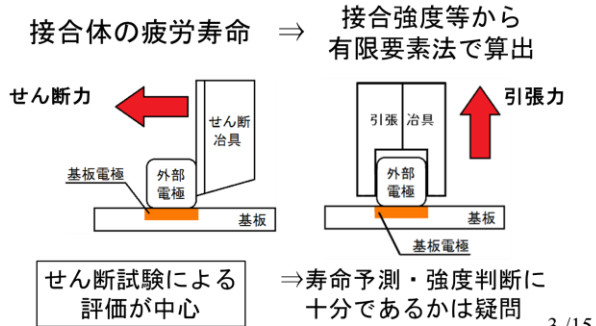 接合体の疲労寿命 ⇒ 接合強度等から
有限要素法で算出
せん断力
せん断
冶具
外部
電極
基板電極
基板
引張力
引張 冶具
外部
電極
基板
基板電極
せん断試験による
評価が中心
⇒寿命予測・強度判断に
十分であるかは疑問
3 /15